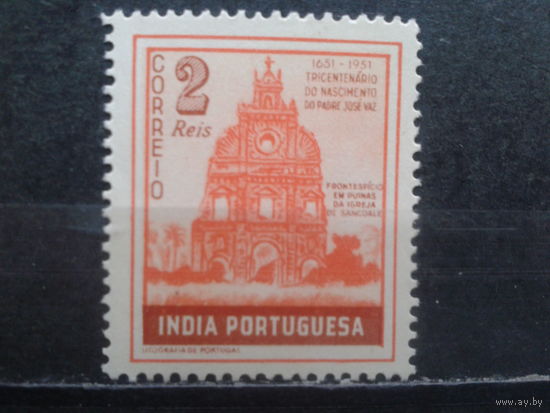 CORREIO
2
Reis
1651 - 1951
TRICENTENÁRIO
DO NASCIMENTO
DO PADRE JOSÉ VAZ
FRONTESPÍCIO
EM RUINAS
DA IGREJA
DE SANCOALE
INDIA PORTUGUESA
LITOGRAFIA DE PORTUGAL
www.ay.by